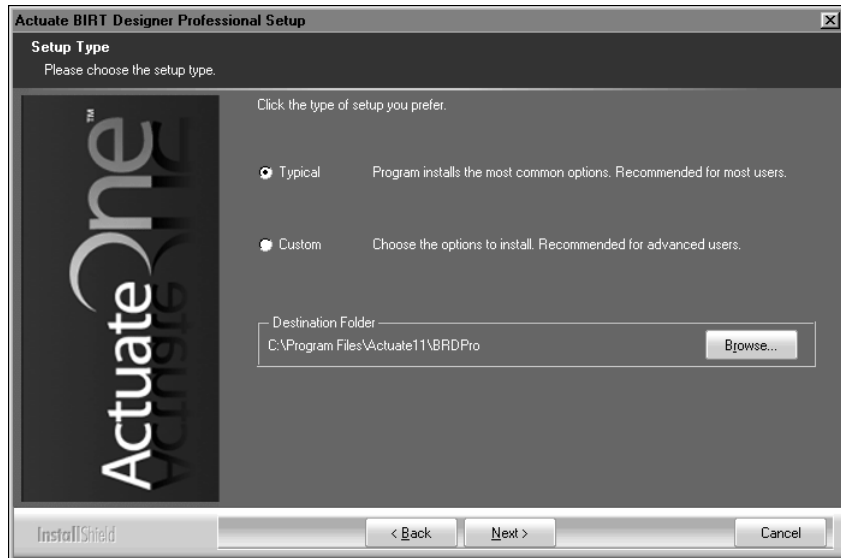 Actuate BIRT Designer Professional Setup
Setup Type
Please choose the setup type.
ActuateOne™
Click the type of setup you prefer.
Typical Program installs the most common options. Recommended for most users.
Custom Choose the options to install. Recommended for advanced users.
Destination Folder
C:\Program Files\Actuate11\BRDPro
Browse...
InstallShield
< Back
Next >
Cancel